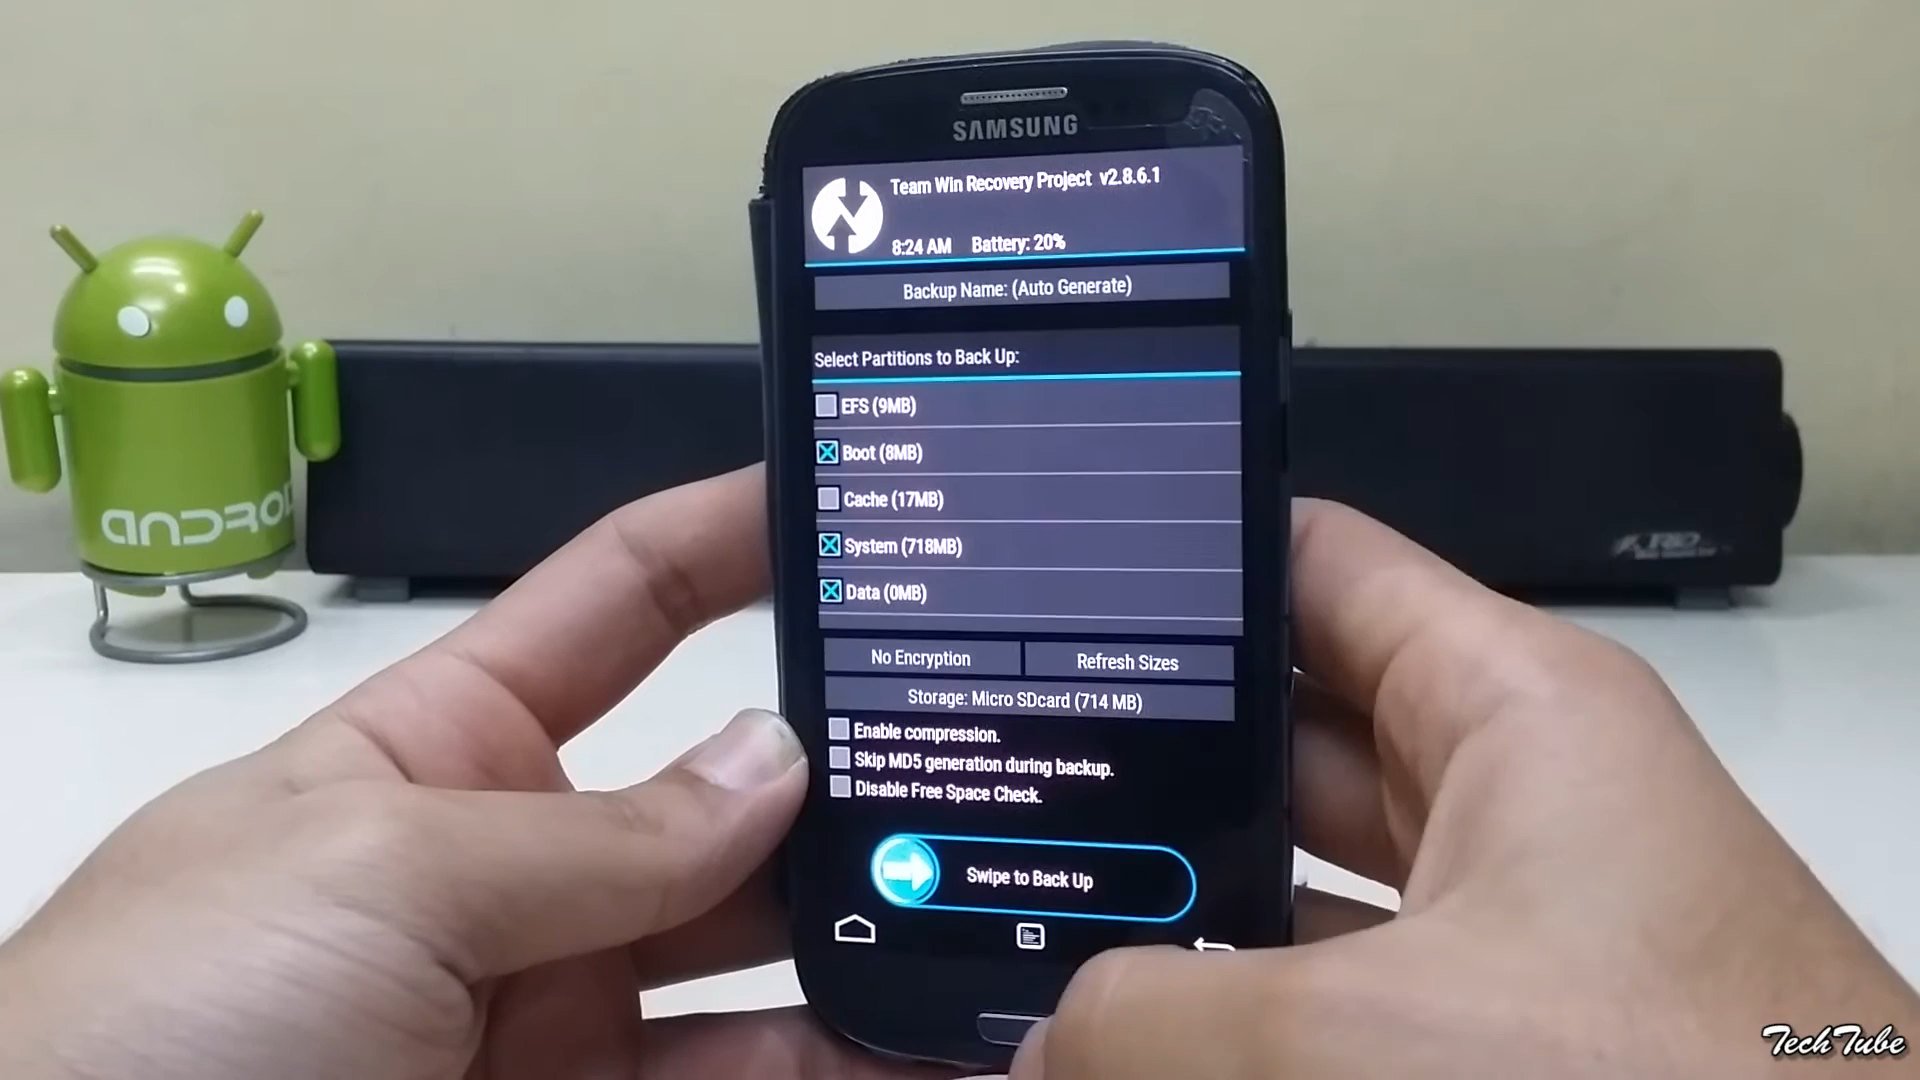 SAMSUNG
Team Win Recovery Project v2.8.6.1
8:24 AM Battery: 20%
Backup Name: (Auto Generate)
Select Partitions to Back Up:
EFS (9MB)
Boot (8MB)
Cache (17MB)
System (718MB)
Data (0MB)
No Encryption
Refresh Sizes
Storage: Micro SDcard (714 MB)
Enable compression.
Skip MD5 generation during backup.
Disable Free Space Check.
Swipe to Back Up
ANDROID
TechTube